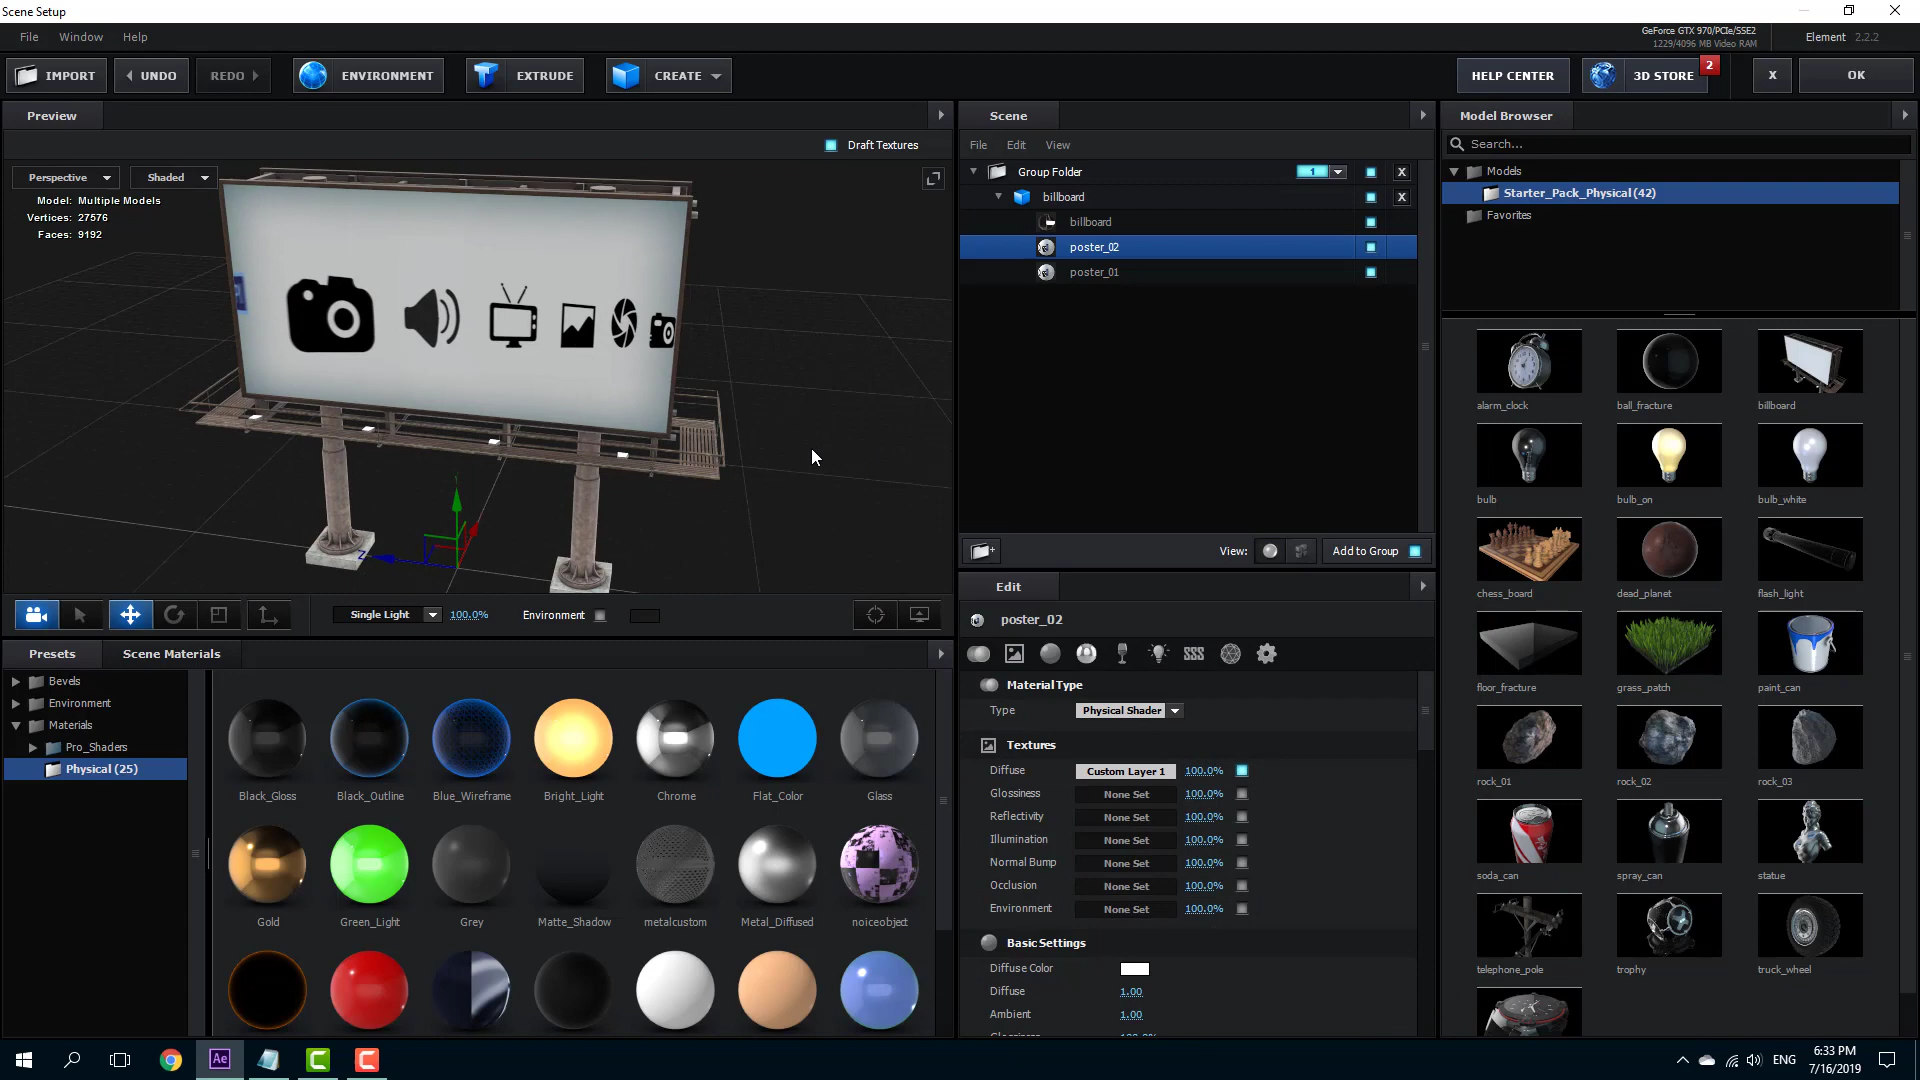 Scene Setup
File Window Help
GeForce GTX 970/PCIe/SSE2
1229/4096 MB Video RAM
Element 2.2.2
IMPORT UNDO REDO ENVIRONMENT EXTRUDE CREATE HELP CENTER 3D STORE 2 X OK
Preview
Draft Textures
Perspective Shaded
Model: Multiple Models
Vertices: 27576
Faces: 9192
Z
Single Light 100.0% Environment
Scene
File Edit View
Group Folder 1 X
billboard X
billboard
poster_02
poster_01
View: Add to Group
Edit
poster_02
Material Type
Type Physical Shader
Textures
Diffuse Custom Layer 1 100.0%
Glossiness None Set 100.0%
Reflectivity None Set 100.0%
Illumination None Set 100.0%
Normal Bump None Set 100.0%
Occlusion None Set 100.0%
Environment None Set 100.0%
Basic Settings
Diffuse Color
Diffuse 1.00
Ambient 1.00
Model Browser
Search...
Models
Starter_Pack_Physical (42)
Favorites
alarm_clock ball_fracture billboard
bulb bulb_on bulb_white
chess_board dead_planet flash_light
floor_fracture grass_patch paint_can
rock_01 rock_02 rock_03
soda_can spray_can statue
telephone_pole trophy truck_wheel
Presets Scene Materials
Bevels
Environment
Materials
Pro_Shaders
Physical (25)
Black_Gloss Black_Outline Blue_Wireframe Bright_Light Chrome Flat_Color Glass
Gold Green_Light Grey Matte_Shadow metalcustom Metal_Diffused noiceobject
Ae
ENG
6:33 PM
7/16/2019